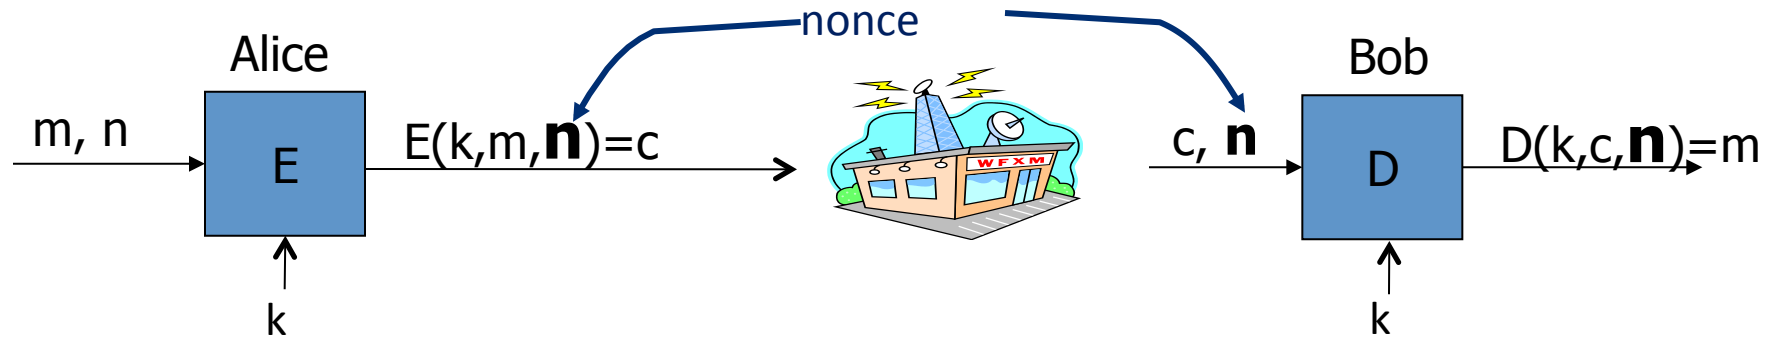 nonce
Alice
Bob
m, n
E
E(k,m,n)=c
WFXM
c, n
D
D(k,c,n)=m
k
k